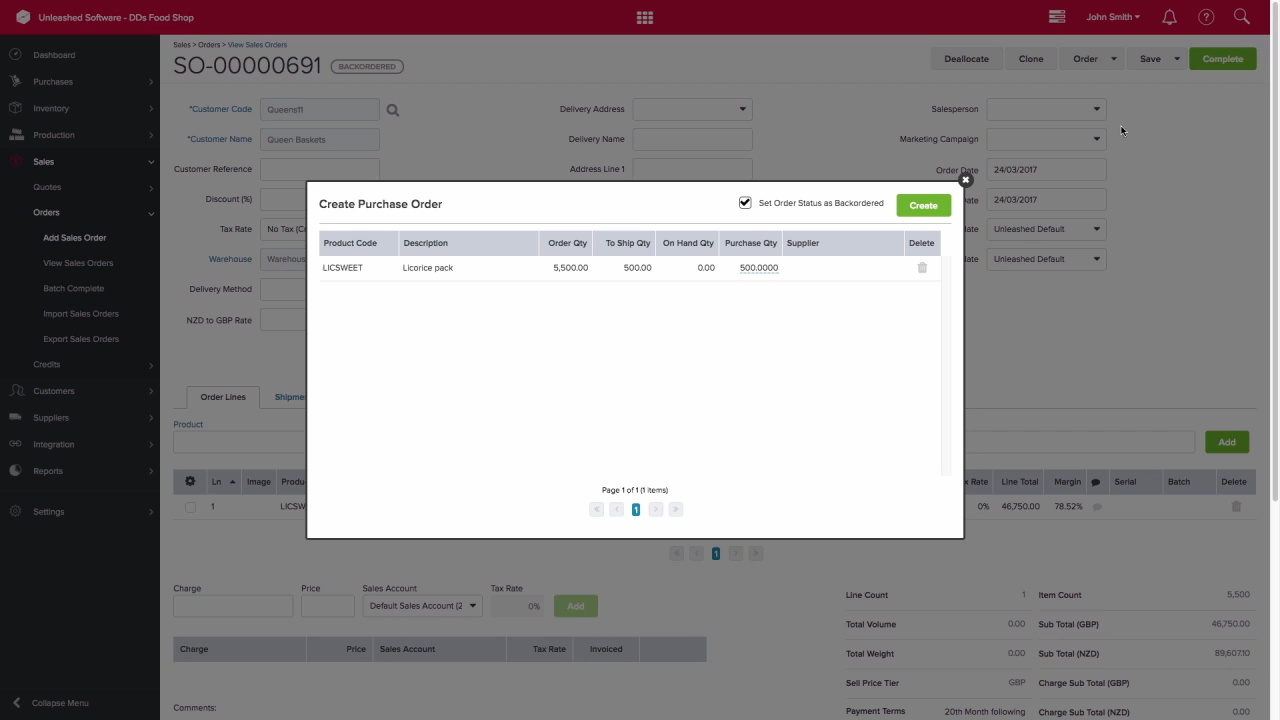 Unleashed Software - DDs Food Shop
John Smith
Sales > Orders > View Sales Orders
SO-00000691
BACKORDERED
Deallocate
Clone
Order
Save
Complete
Dashboard
Purchases
Inventory
Production
Sales
Quotes
Orders
Add Sales Order
View Sales Orders
Batch Complete
Import Sales Orders
Export Sales Orders
Credits
Customers
Suppliers
Integration
Reports
Settings
Collapse Menu
*Customer Code Queens11
*Customer Name Queen Baskets
Customer Reference
Discount (%)
Tax Rate No Tax
Warehouse
Delivery Method
NZD to GBP Rate
Delivery Address
Delivery Name
Address Line 1
Salesperson
Marketing Campaign
Order Date 24/03/2017
24/03/2017
Unleashed Default
Unleashed Default
Create Purchase Order
Set Order Status as Backordered
Create
Product Code Description Order Qty To Ship Qty On Hand Qty Purchase Qty Supplier Delete
LICSWEET Licorice pack 5,500.00 500.00 0.00 500.0000
Page 1 of 1 (1 items)
1
Order Lines
Product
Add
Ln Image Line Total Margin Serial Batch Delete
1 0% 46,750.00 78.52%
1
Charge Price Sales Account Tax Rate
Default Sales Account (2 0% Add
Charge Price Sales Account Tax Rate Invoiced
Comments:
Line Count 1 Item Count 5,500
Total Volume 0.00 Sub Total (GBP) 46,750.00
Total Weight 0.00 Sub Total (NZD) 89,607.10
Sell Price Tier GBP Charge Sub Total (GBP) 0.00
Payment Terms 20th Month following Charge Sub Total (NZD) 0.00